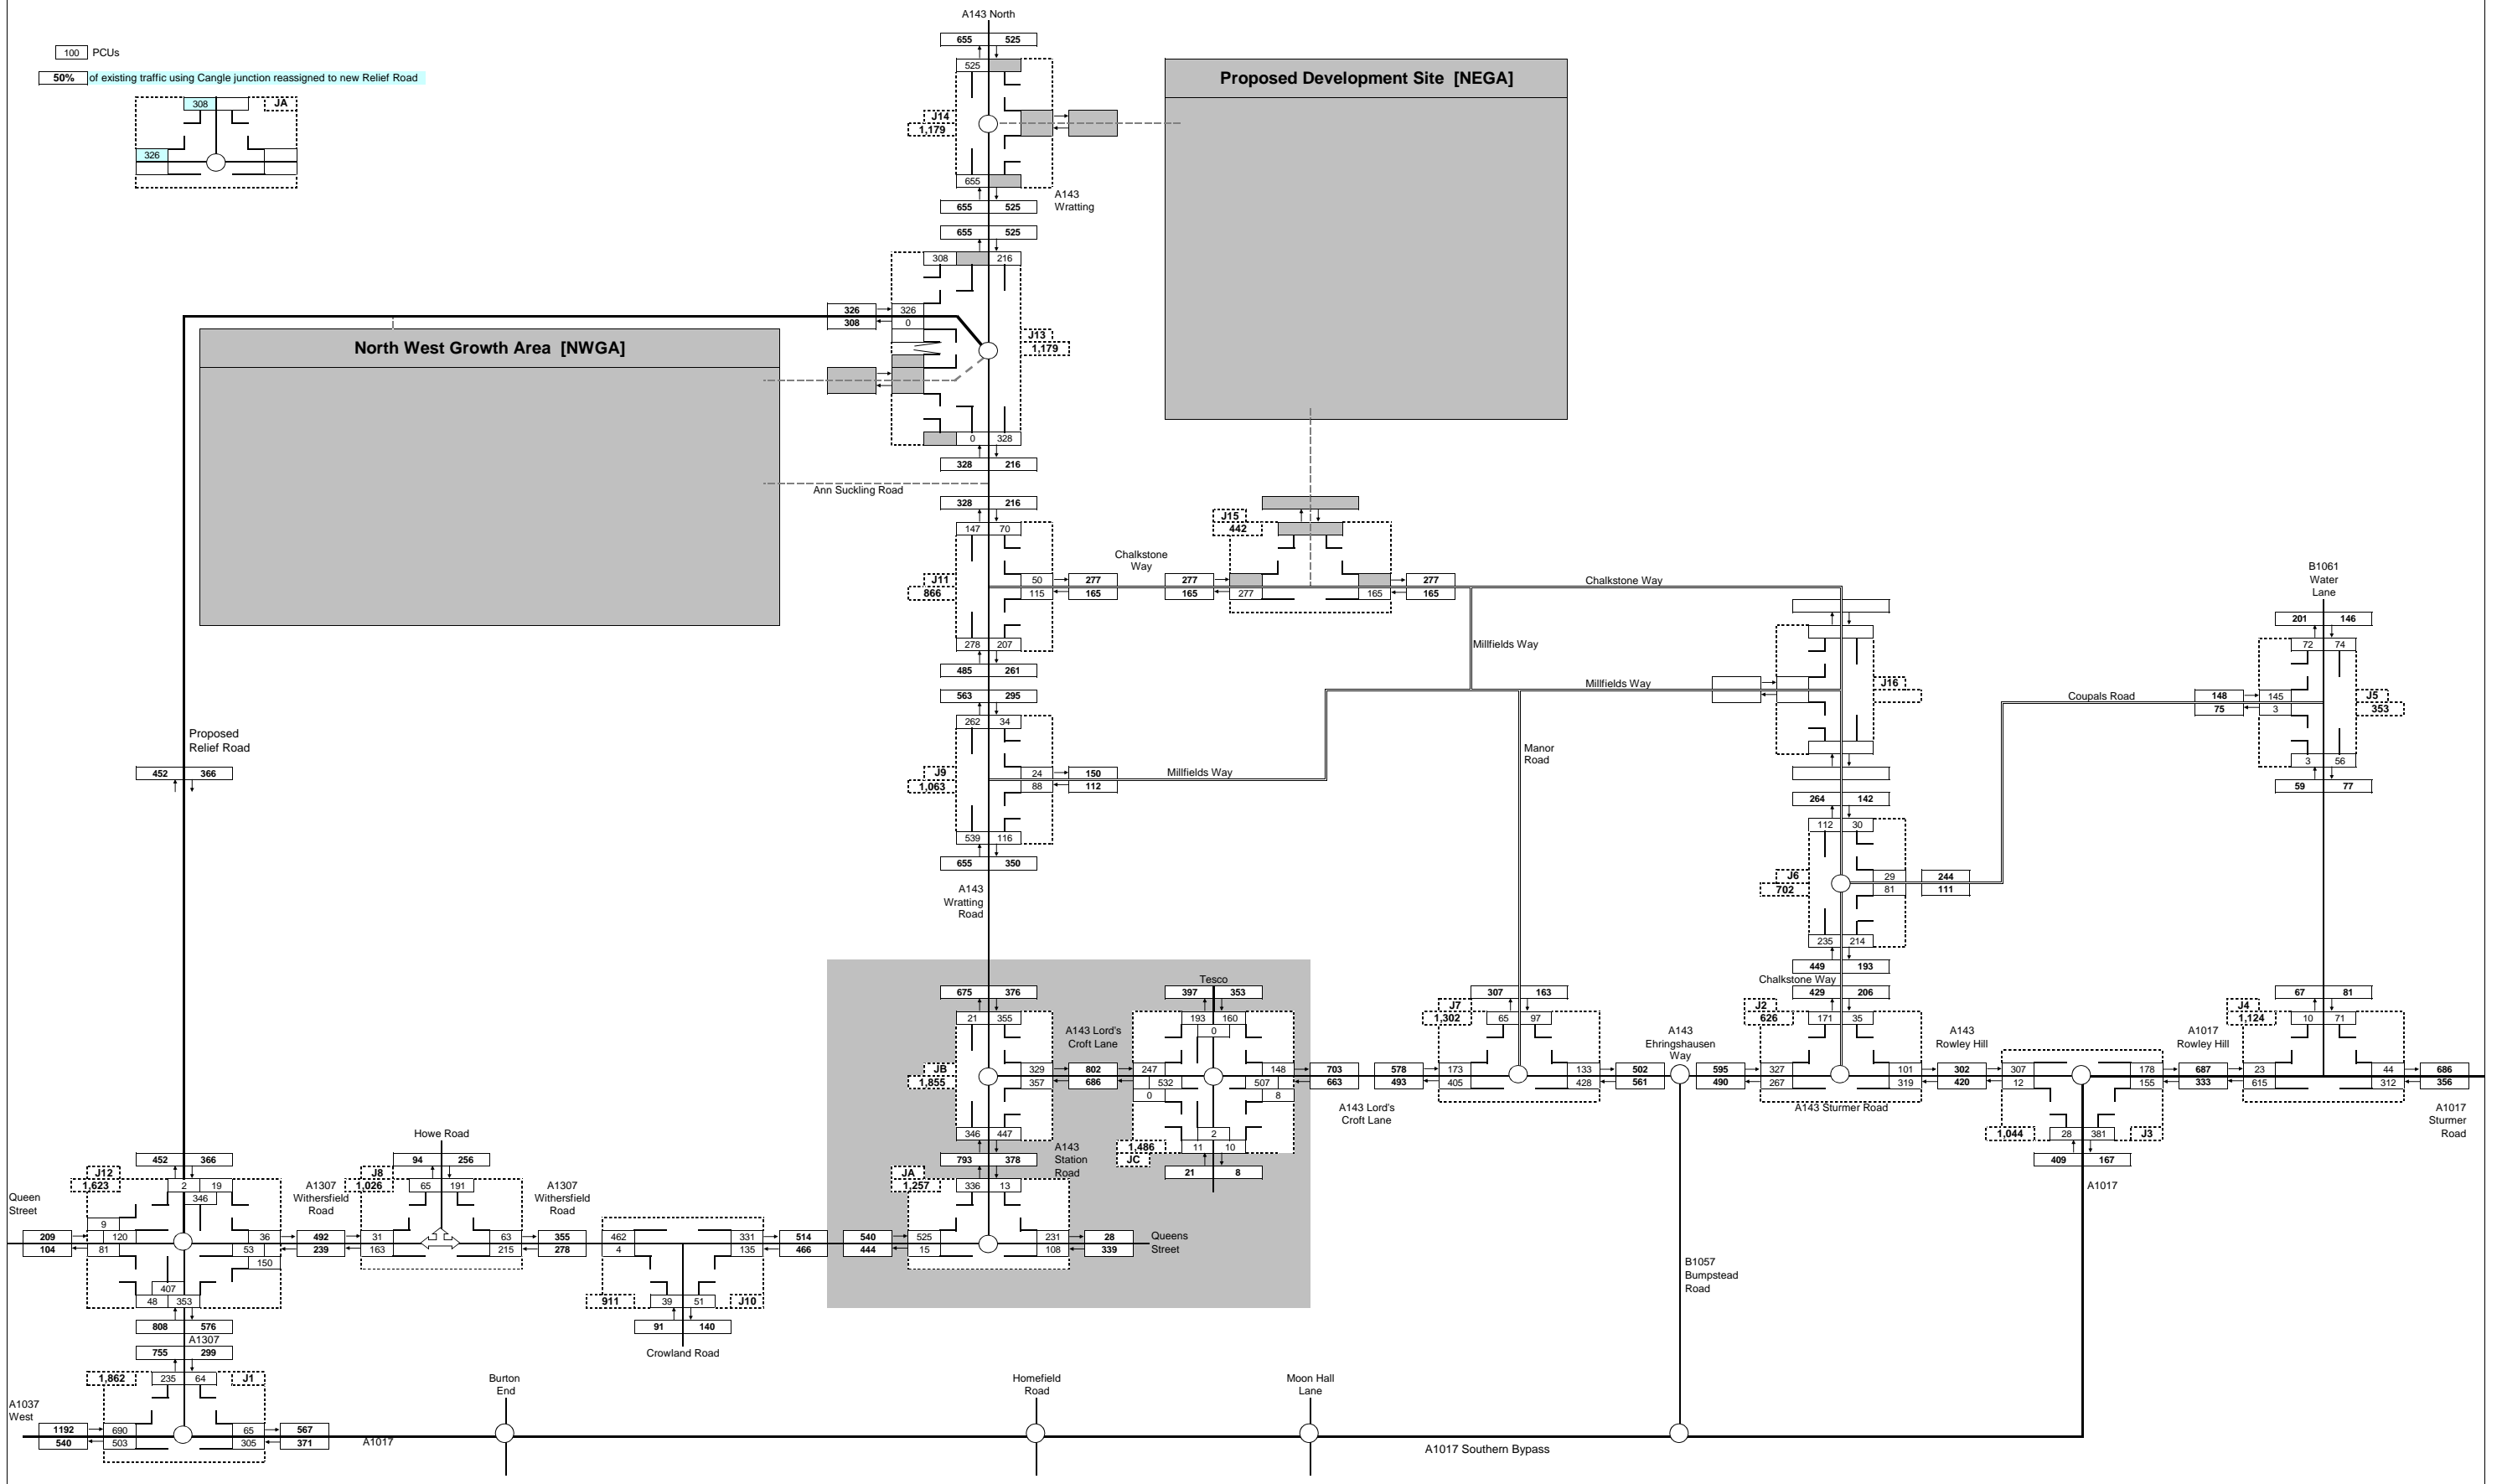 A143 North
655 525
100 PCUs
50% of existing traffic using Cangle junction reassigned to new Relief Road
308 JA
326
525
J14
1,179
Proposed Development Site [NEGA]
655
A143
Wratting
655 525
655 525
308 216
326 326
308 0
J13
1,179
North West Growth Area [NWGA]
0 328
328 216
Ann Suckling Road
328 216
147 70
J11
866
50 277
115 165
278 207
485 261
Chalkstone
Way
J15
442
277 277
165 277 165 165
Chalkstone Way
Millfields Way
Millfields Way
J16
B1061
Water
Lane
201 146
72 74
Coupals Road
148 145
75 3
J5
353
3 56
59 77
563 295
262 34
J9
1,063
24 150
88 112
Millfields Way
539 116
655 350
Manor
Road
Proposed
Relief Road
452 366
A143
Wratting
Road
264 142
112 30
J6
702
29 244
81 111
235 214
449 193
Chalkstone Way
675 376
21 355
JB
1,855
329 802
357 686
A143 Lord's
Croft Lane
346 447
793 378
A143
Station
Road
Tesco
397 353
193 160
0
247 148 703
532 507 663
0 8
2
1,486 11 10
JC
21 8
A143 Lord's
Croft Lane
307 163
J7
1,302 65 97
578 173 133 502
493 405 428 561
A143
Ehringshausen
Way
429 206
J2
626 171 35
595 327 101 302
490 267 319 420
A143 Sturmer Road
A143
Rowley Hill
307 178 687
12 155 333
1,044 28 381 J3
409 167
A1017
A1017
Rowley Hill
67 81
J4
1,124 10 71
23 44 686
615 312 356
A1017
Sturmer
Road
452 366
J12
1,623 2 19
346
Queen
Street
9
209 120 36 492
104 81 53 239
150
407
48 353
808 576
A1307
A1307
Withersfield
Road
Howe Road
94 256
J8
1,026 65 191
31 63 355
163 215 278
A1307
Withersfield
Road
462 331 514
4 135 466
911 39 51 J10
91 140
Crowland Road
JA
1,257 336 13
540 525 231 28
444 15 108 339
Queens
Street
B1057
Bumpstead
Road
755 299
1,862 235 64 J1
A1037
West
1192 690 65 567
540 503 305 371
A1017
Burton
End
Homefield
Road
Moon Hall
Lane
A1017 Southern Bypass